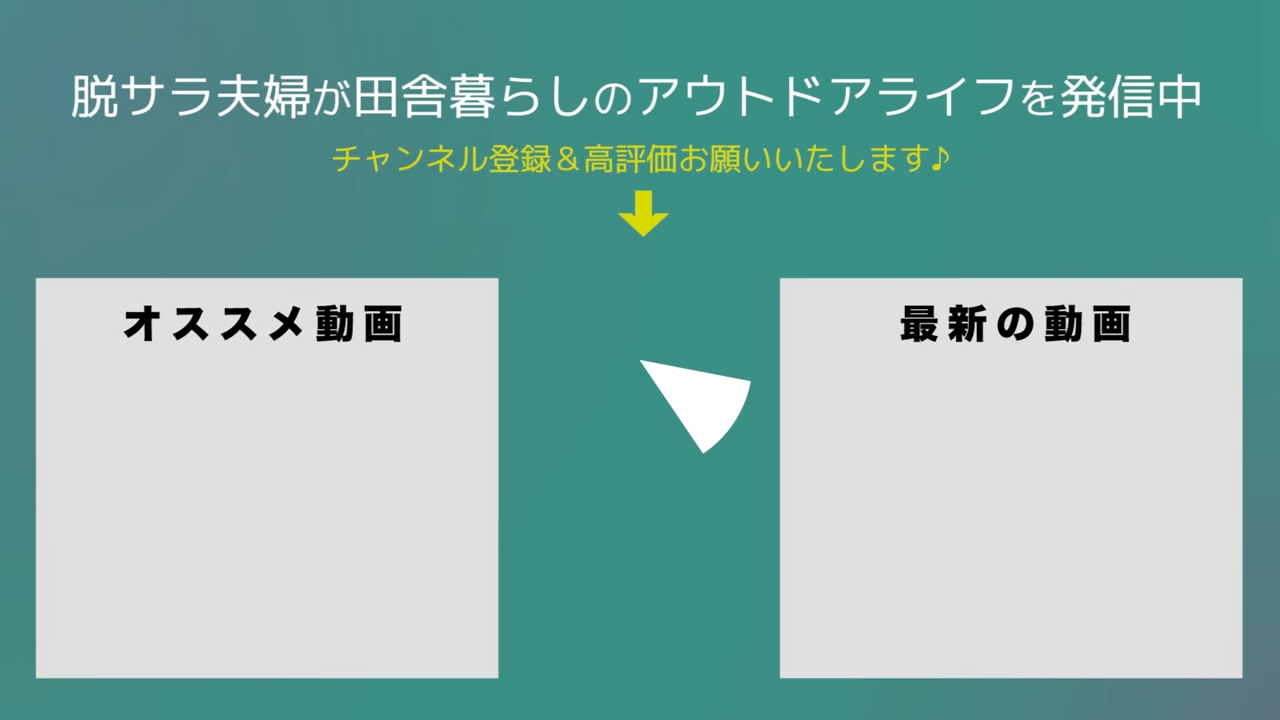 脱サラ夫婦が田舎暮らしのアウトドアライフを発信中
チャンネル登録＆高評価お願いいたします♪
オススメ動画
最新の動画